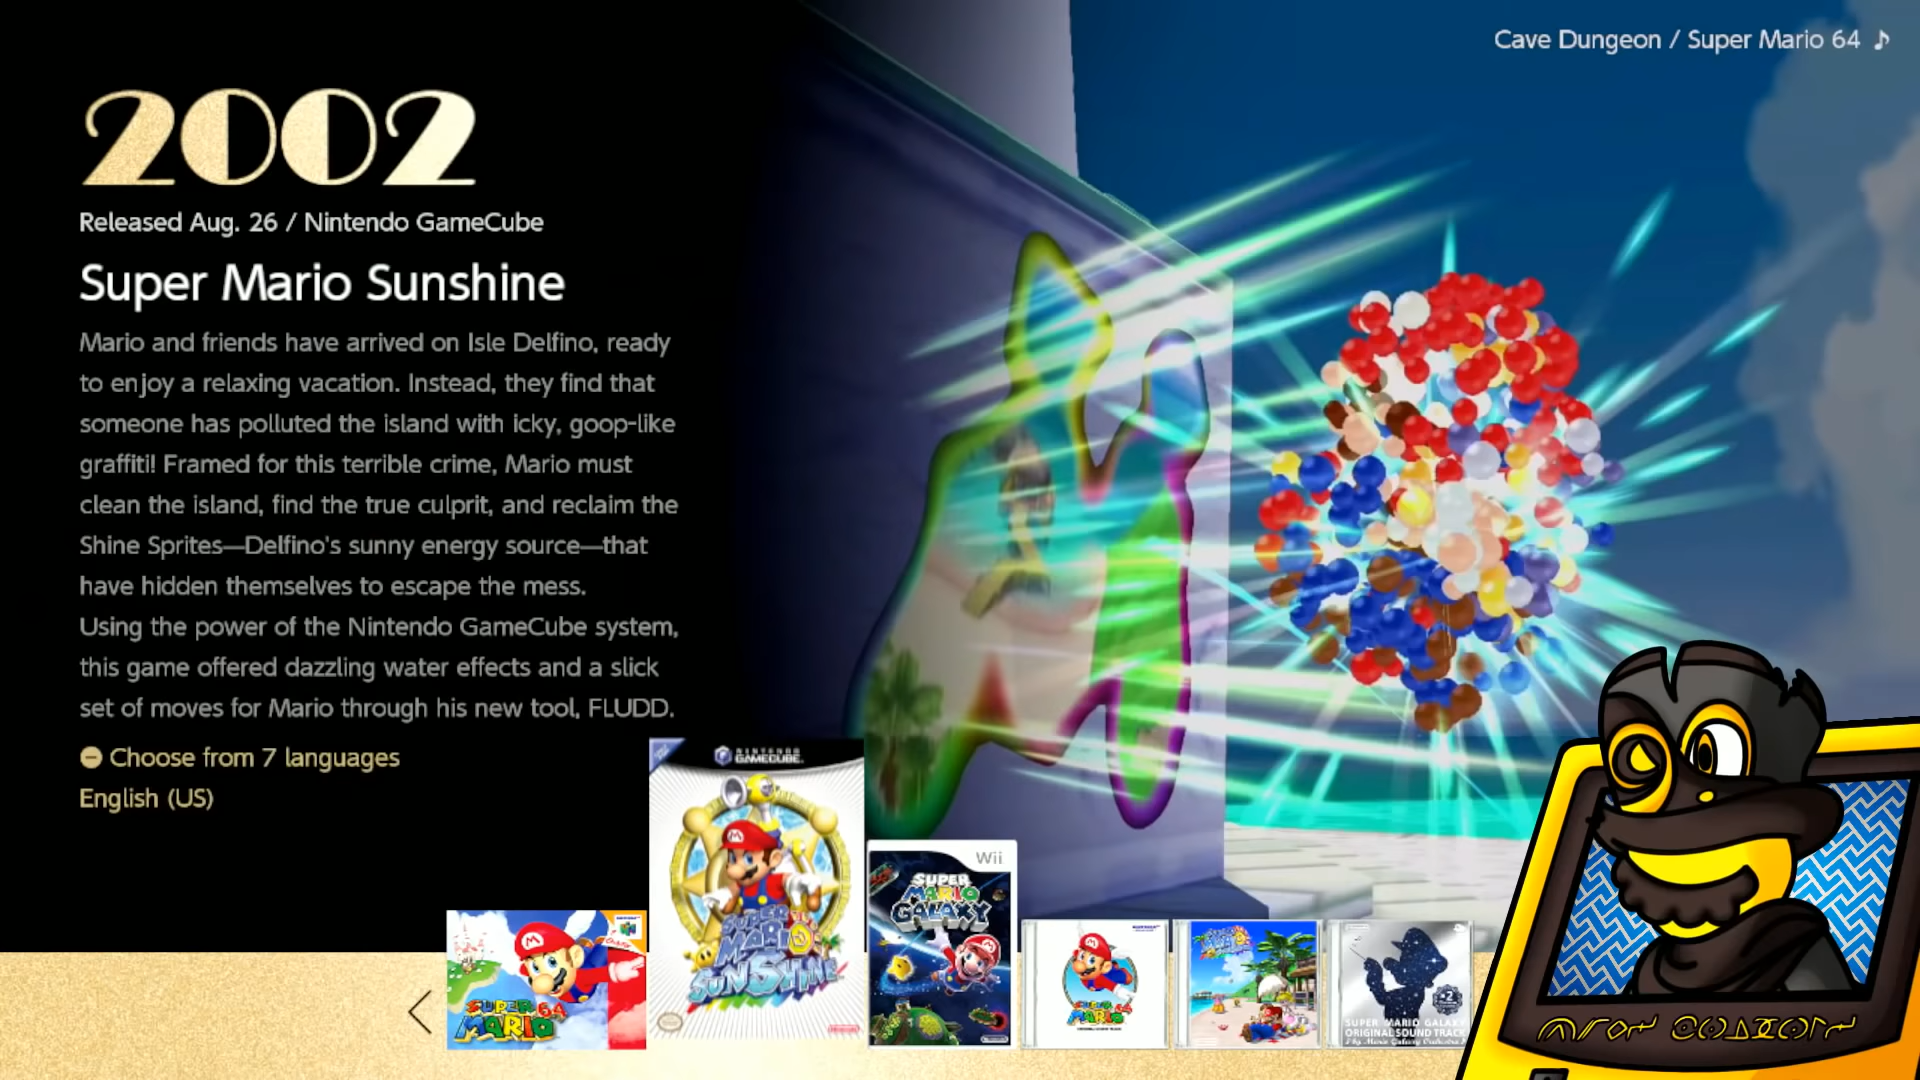 Cave Dungeon / Super Mario 64 ♪
2002
Released Aug. 26 / Nintendo GameCube
Super Mario Sunshine
Mario and friends have arrived on Isle Delfino, ready
to enjoy a relaxing vacation. Instead, they find that
someone has polluted the island with icky, goop-like
graffiti! Framed for this terrible crime, Mario must
clean the island, find the true culprit, and reclaim the
Shine Sprites—Delfino's sunny energy source—that
have hidden themselves to escape the mess.
Using the power of the Nintendo GameCube system,
this game offered dazzling water effects and a slick
set of moves for Mario through his new tool, FLUDD.
Choose from 7 languages
English (US)
SUPER
MARIO 64
NINTENDO
GAMECUBE
SUPER
MARIO
SUNSHINE
Wii
SUPER
MARIO
GALAXY
SUPER
MARIO 64
SUPER MARIO GALAXY
ORIGINAL SOUND TRACK